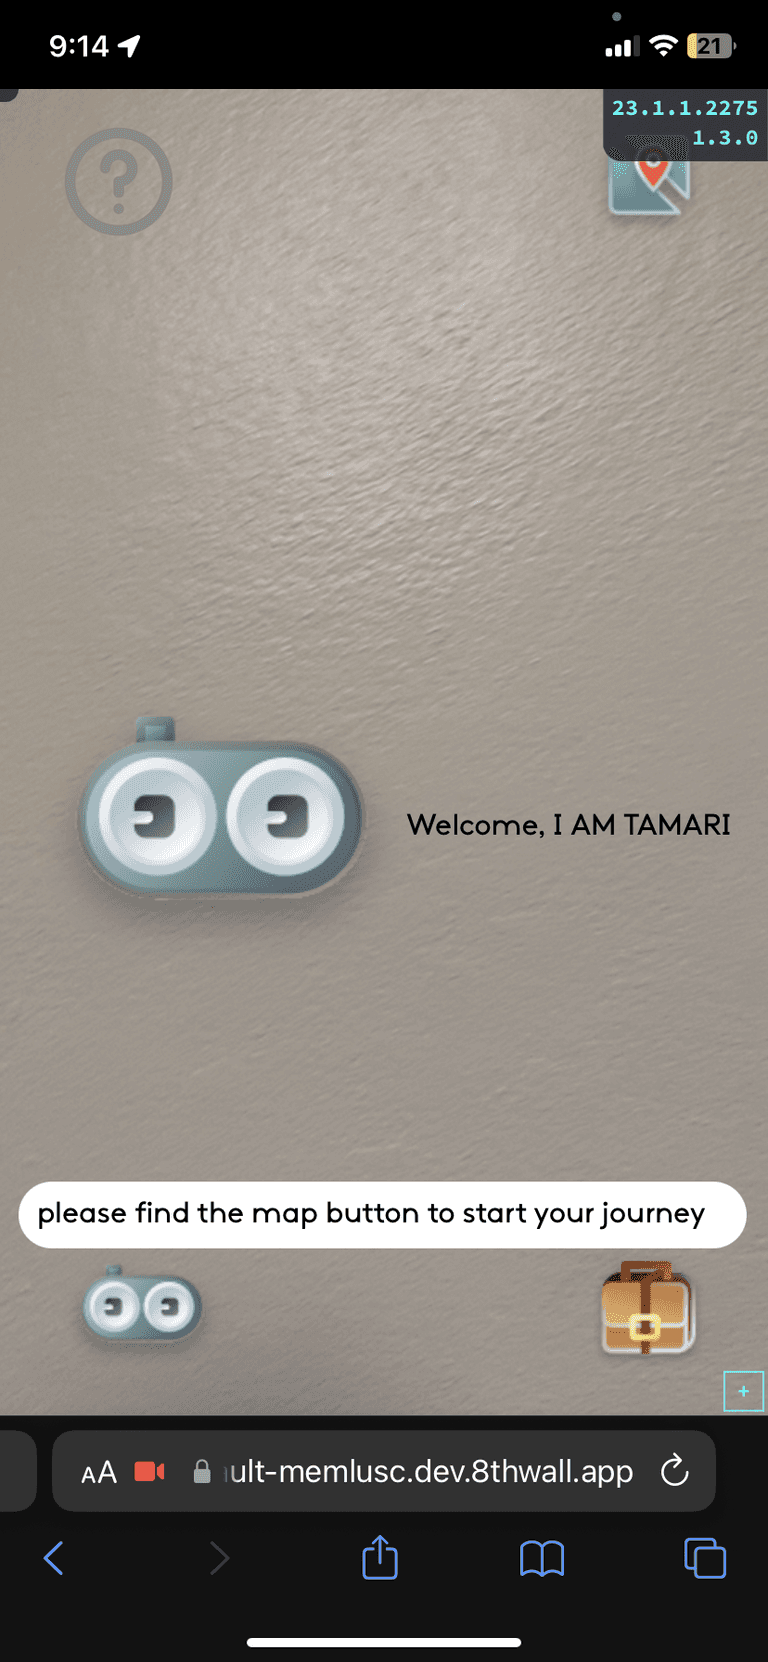 9:14
21
23.1.1.2275
1.3.0
?
Welcome, I AM TAMARI
please find the map button to start your journey
+
AA
ult-memlusc.dev.8thwall.app